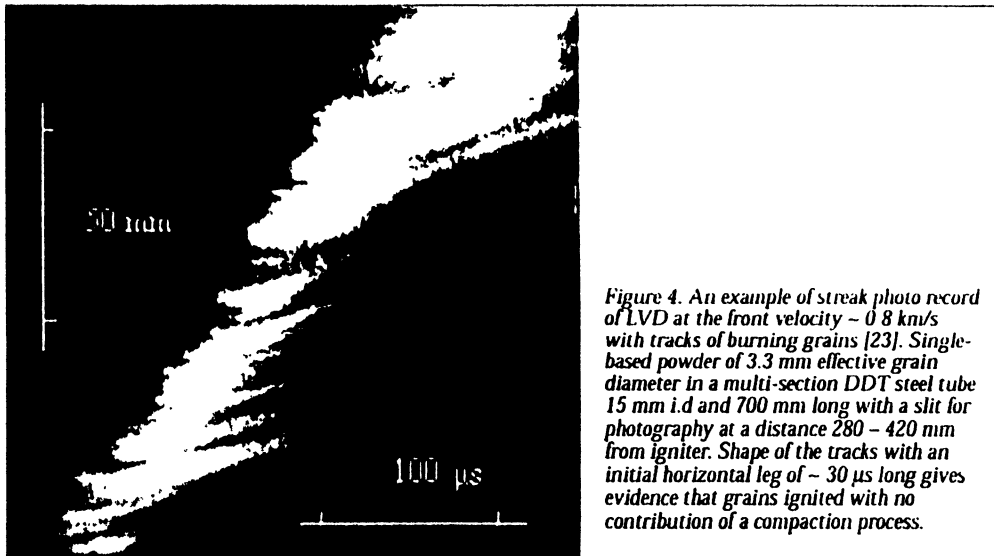 50 mm
100 µs
Figure 4. An example of streak photo record
of LVD at the front velocity ~ 0 8 km/s
with tracks of burning grains [23]. Single-
based powder of 3.3 mm effective grain
diameter in a multi-section DDT steel tube
15 mm i.d and 700 mm long with a slit for
photography at a distance 280 – 420 mm
from igniter. Shape of the tracks with an
initial horizontal leg of ~ 30 µs long gives
evidence that grains ignited with no
contribution of a compaction process.